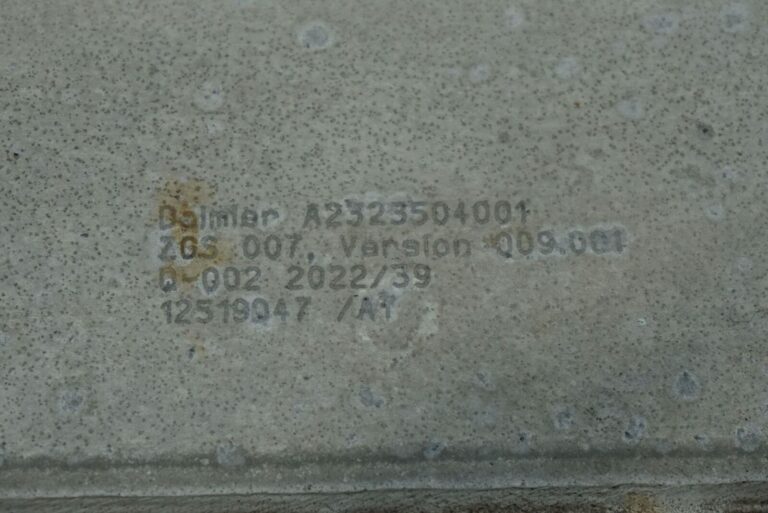 Daimler A2323504001
ZGS 007, Version 009.001
Q 002 2022/39
12519047 /A1